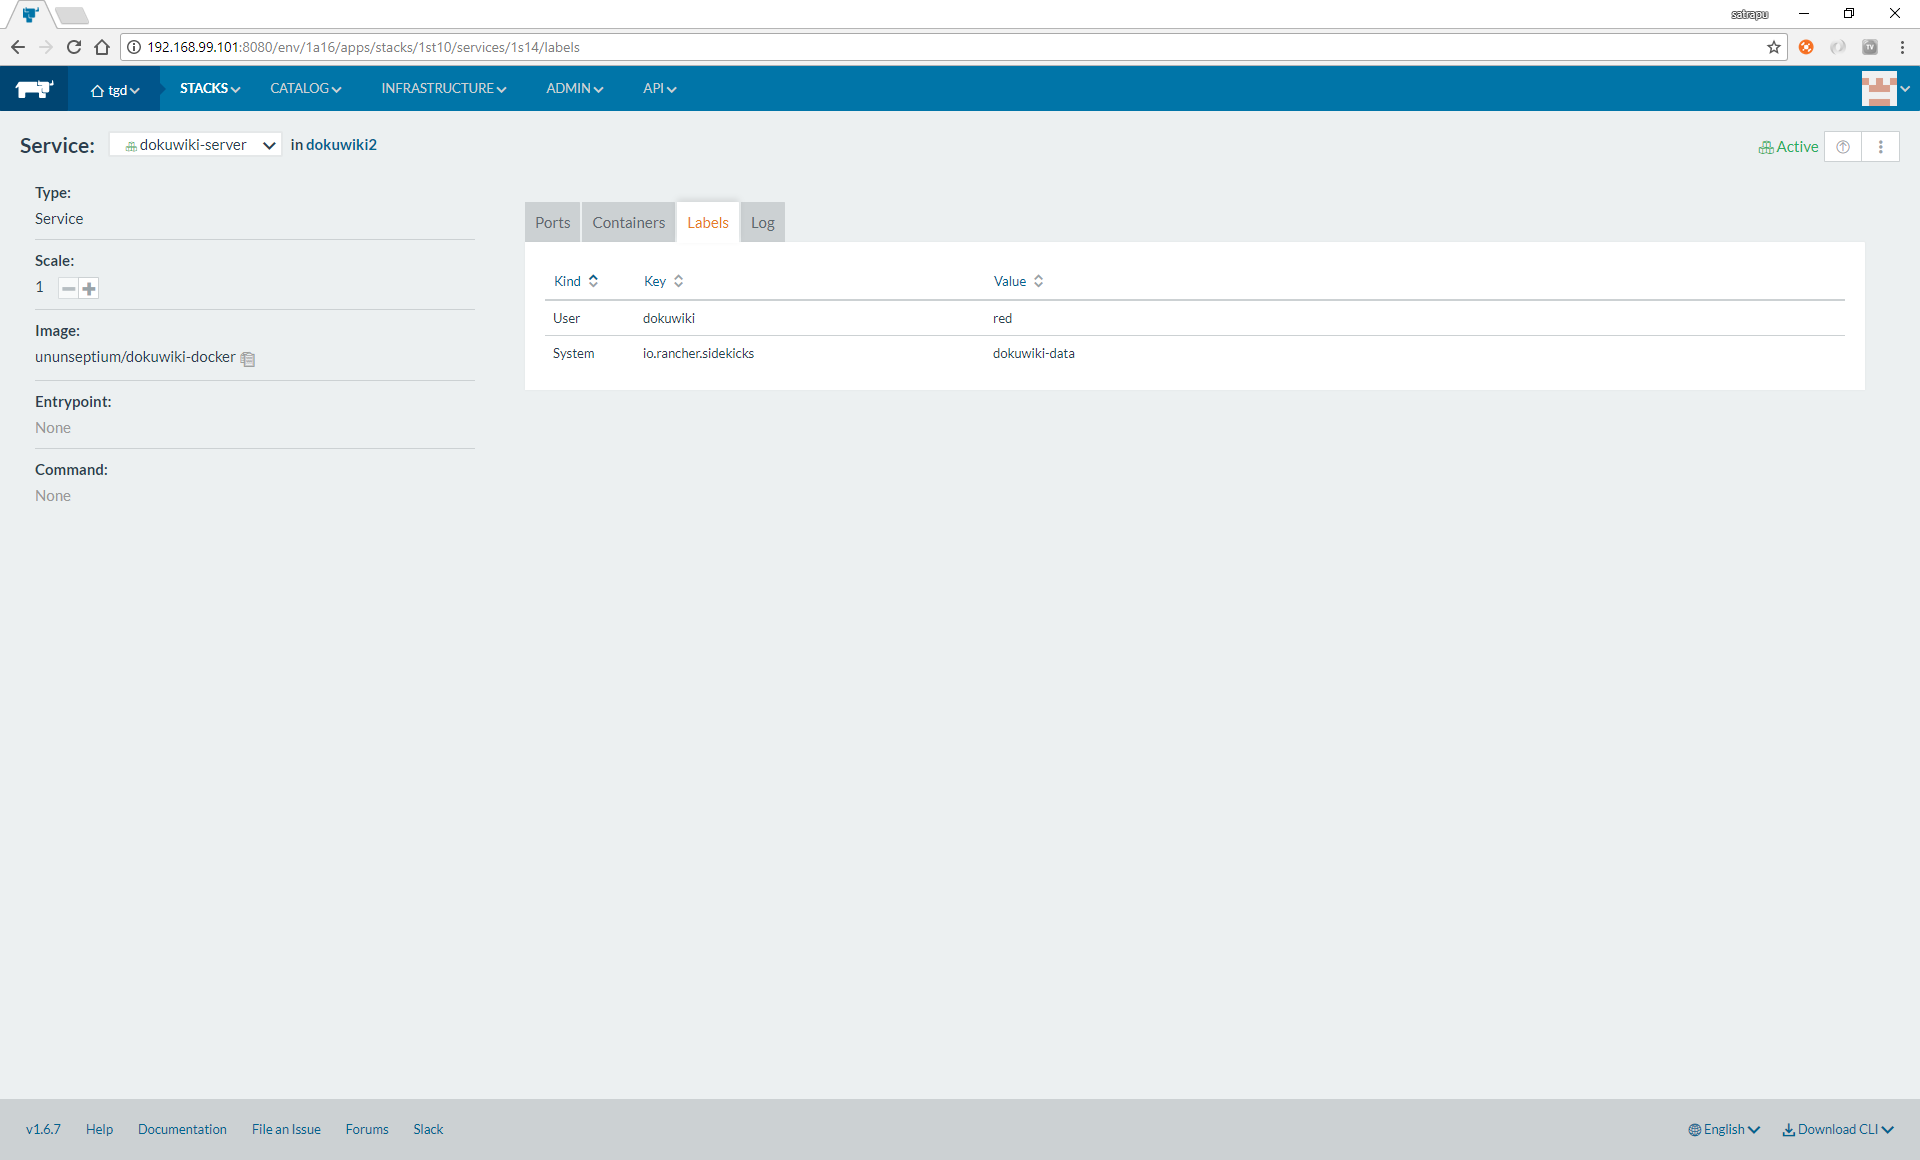 satrapu
192.168.99.101:8080/env/1a16/apps/stacks/1st10/services/1s14/labels
TV
tgd STACKS CATALOG INFRASTRUCTURE ADMIN API
Service: dokuwiki-server in dokuwiki2 Active
Type:
Service
Scale:
1
Image:
ununseptium/dokuwiki-docker
Entrypoint:
None
Command:
None
Ports Containers Labels Log
Kind Key Value
User dokuwiki red
System io.rancher.sidekicks dokuwiki-data
v1.6.7 Help Documentation File an Issue Forums Slack English Download CLI